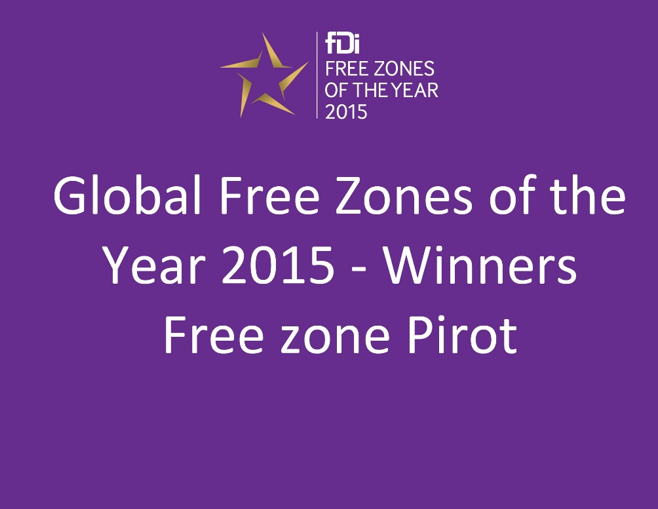 fDi
FREE ZONES
OF THE YEAR
2015
Global Free Zones of the
Year 2015 - Winners
Free zone Pirot